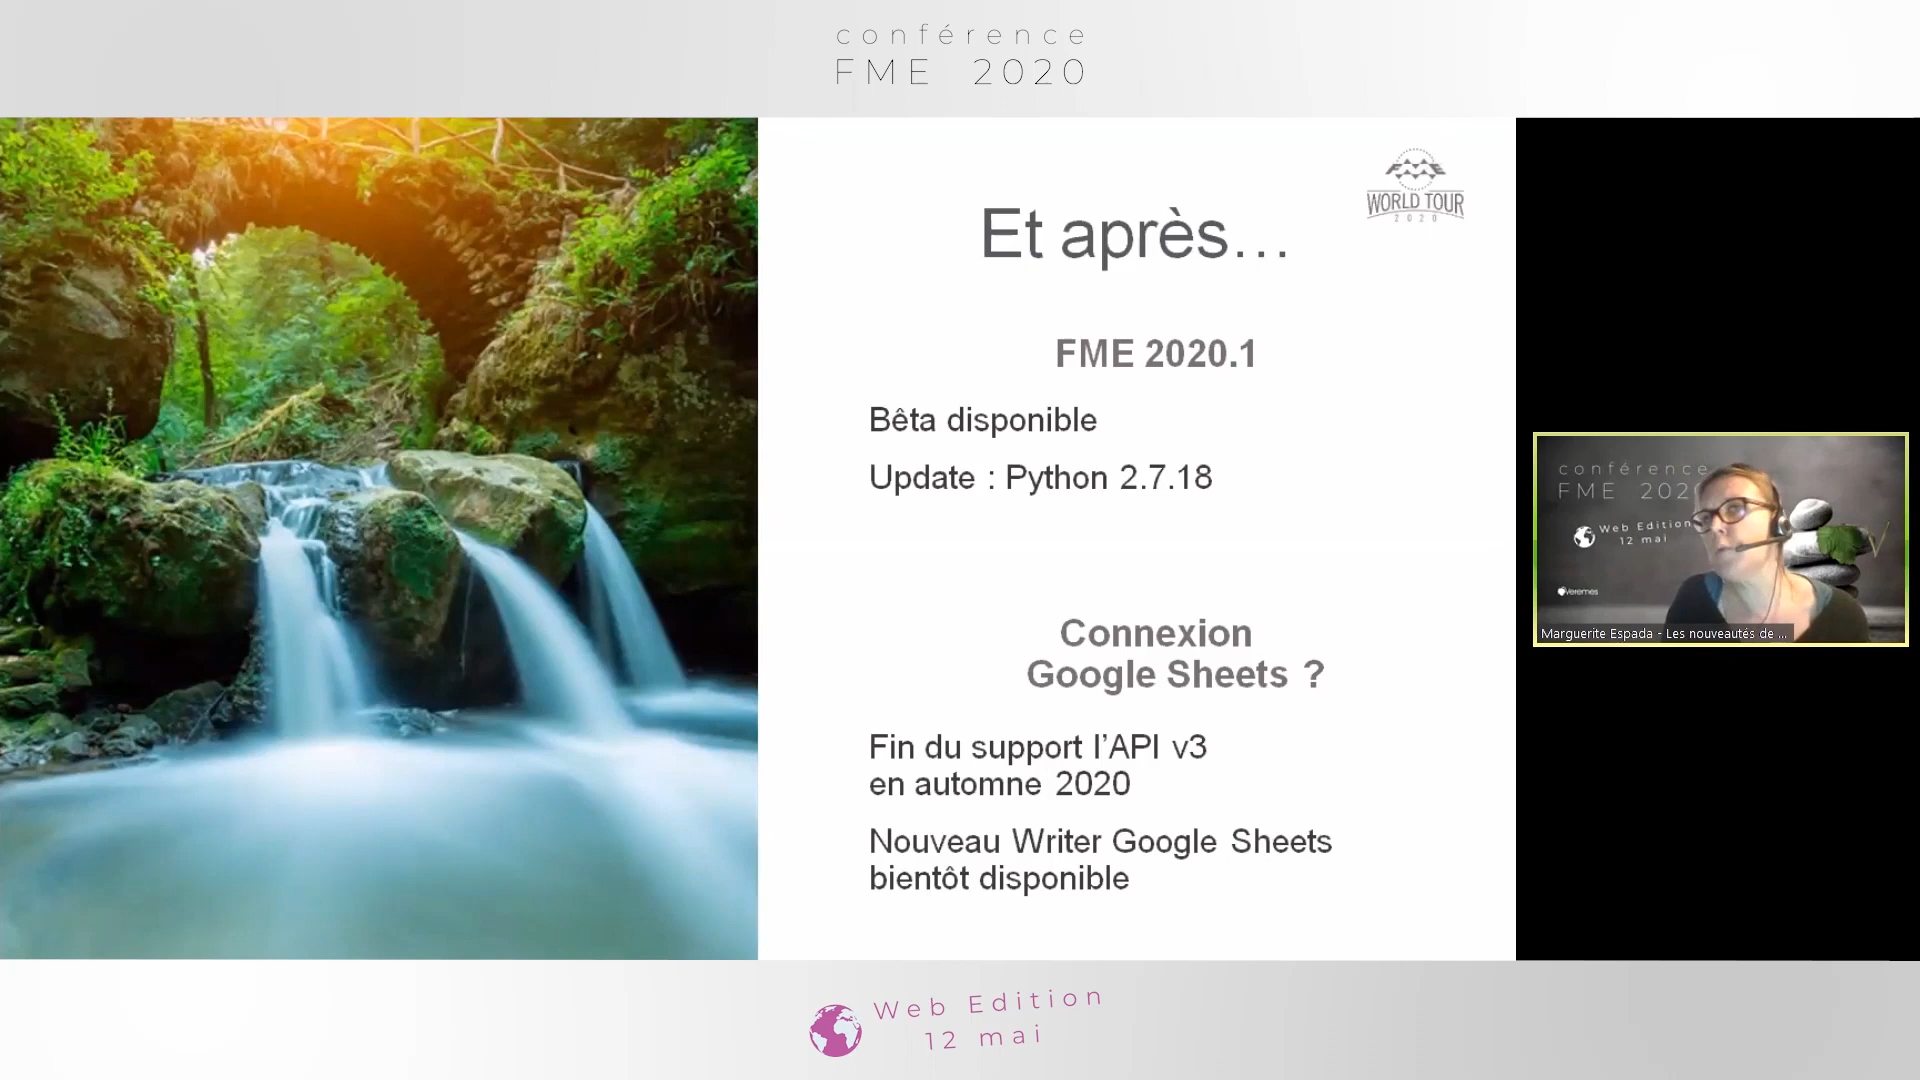 conférence
FME 2020
FME
WORLD TOUR
2020
Et après…
FME 2020.1
Bêta disponible
Update : Python 2.7.18
Connexion
Google Sheets ?
Fin du support l’API v3
en automne 2020
Nouveau Writer Google Sheets
bientôt disponible
conférence
FME 202
Web Edition
12 mai
Veremes
Marguerite Espada - Les nouveautés de ...
Web Edition
12 mai